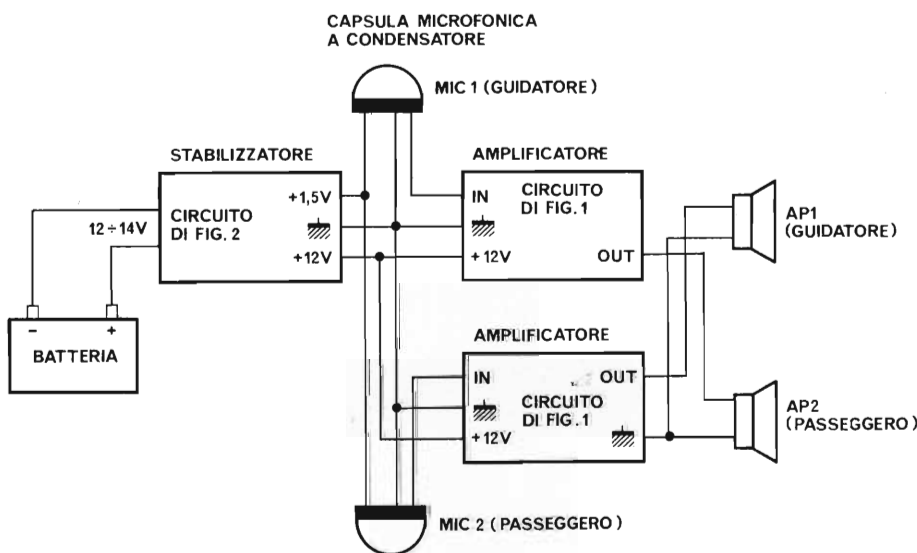 CAPSULA MICROFONICA
A CONDENSATORE
MIC 1 (GUIDATORE)
STABILIZZATORE
+1,5V
CIRCUITO
DI FIG. 2
+12V
12÷14V
- +
BATTERIA
AMPLIFICATORE
IN
CIRCUITO
DI FIG. 1
+12V
OUT
AP1
(GUIDATORE)
AMPLIFICATORE
IN
OUT
CIRCUITO
DI FIG. 1
+12V
AP2
(PASSEGGERO)
MIC 2 (PASSEGGERO)